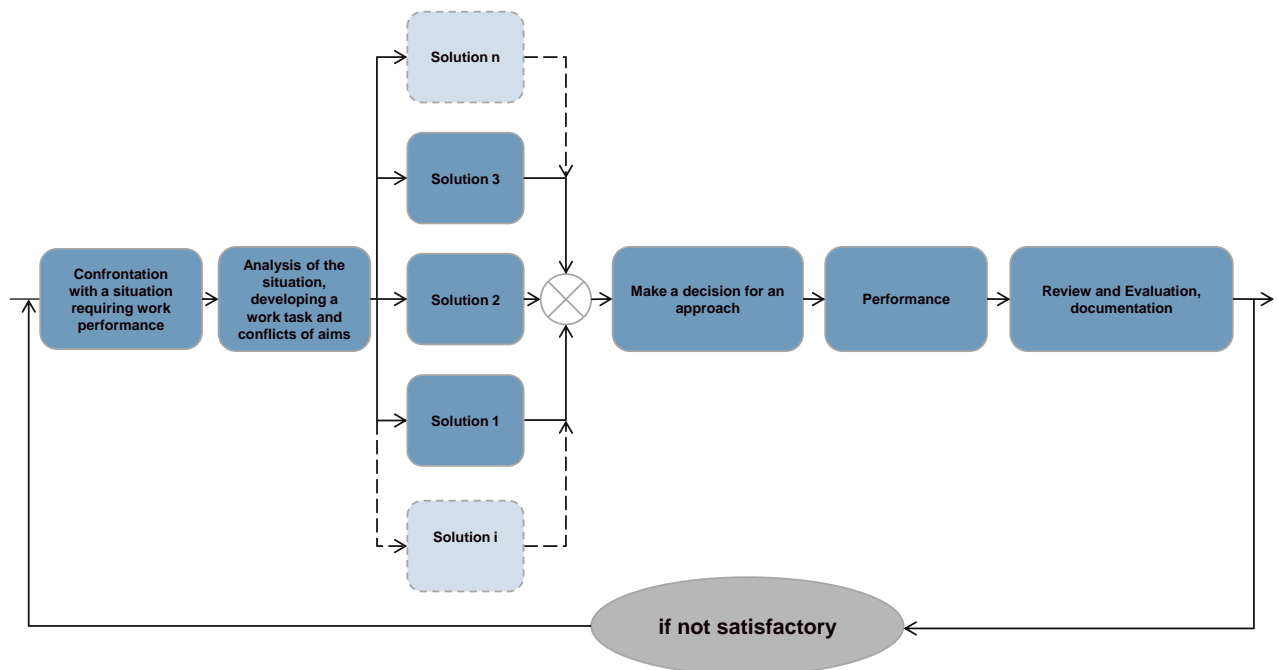 Solution n
Solution 3
Confrontation
with a situation
requiring work
performance
Analysis of the
situation,
developing a
work task and
conflicts of aims
Solution 2
Make a decision for an
approach
Performance
Review and Evaluation,
documentation
Solution 1
Solution i
if not satisfactory